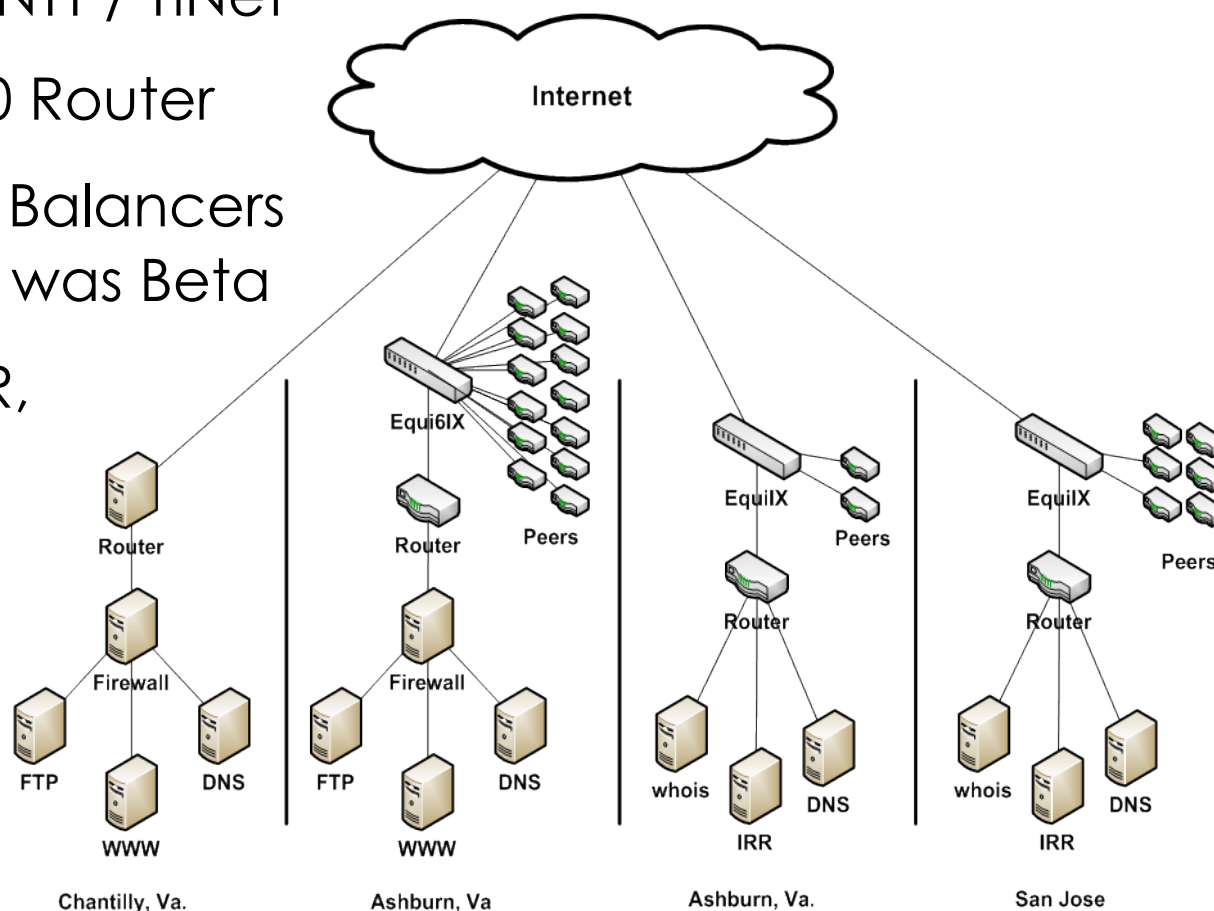 0 Router
Balancers
was Beta
Internet
Router
Firewall
FTP
DNS
WWW
Chantilly, Va.
Equi6IX
Peers
Router
Firewall
FTP
DNS
WWW
Ashburn, Va
EquiIX
Peers
Router
whois
DNS
IRR
Ashburn, Va.
EquiIX
Peers
Router
whois
DNS
IRR
San Jose